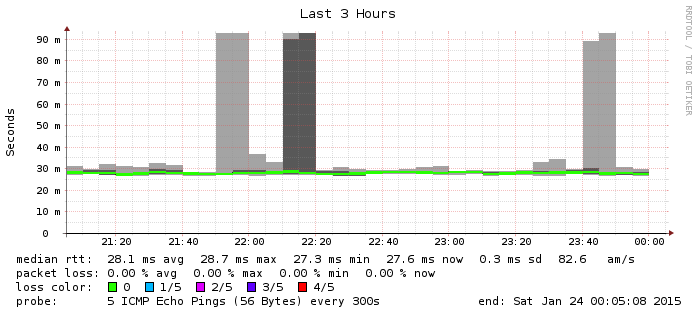 Last 3 Hours
RRDTOOL / TOBI OETIKER
Seconds
90 m
80 m
70 m
60 m
50 m
40 m
30 m
20 m
10 m
0
21:20 21:40 22:00 22:20 22:40 23:00 23:20 23:40 00:00
median rtt: 28.1 ms avg 28.7 ms max 27.3 ms min 27.6 ms now 0.3 ms sd 82.6 am/s
packet loss: 0.00 % avg 0.00 % max 0.00 % min 0.00 % now
loss color: 0 1/5 2/5 3/5 4/5
probe: 5 ICMP Echo Pings (56 Bytes) every 300s end: Sat Jan 24 00:05:08 2015